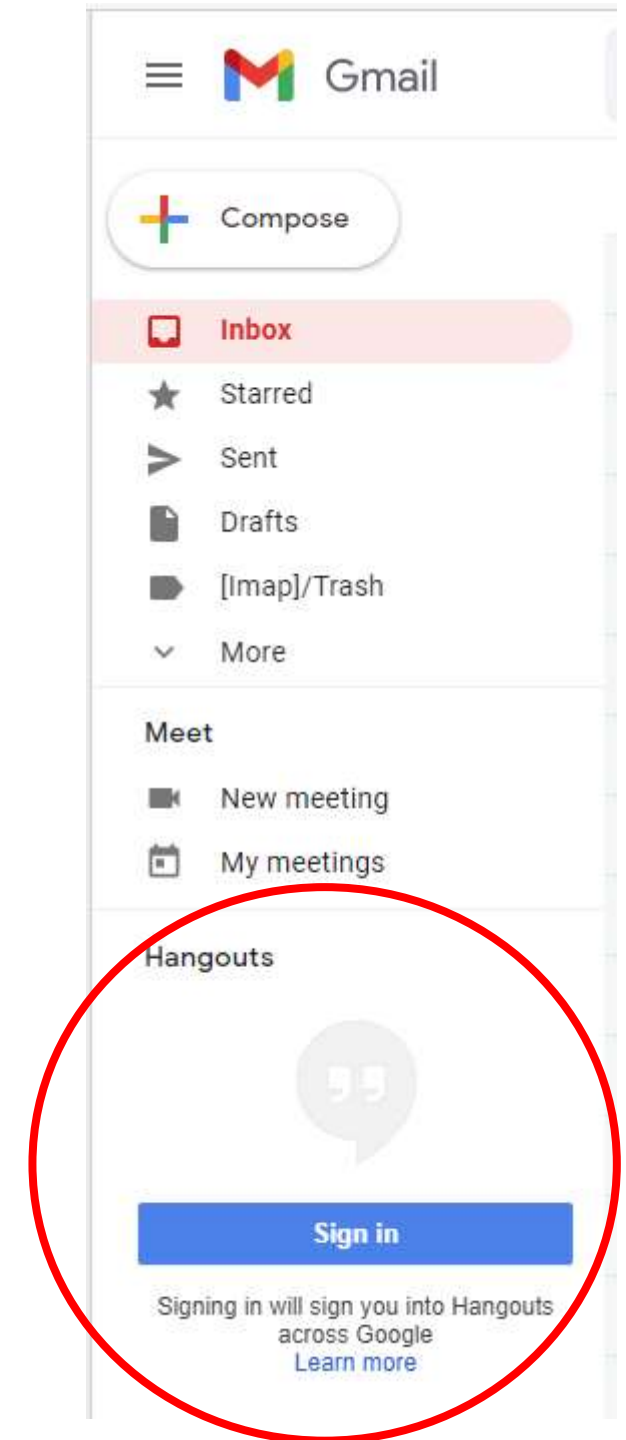 Gmail
Compose
Inbox
Starred
Sent
Drafts
[Imap]/Trash
More
Meet
New meeting
My meetings
Hangouts
Sign in
Signing in will sign you into Hangouts
across Google
Learn more